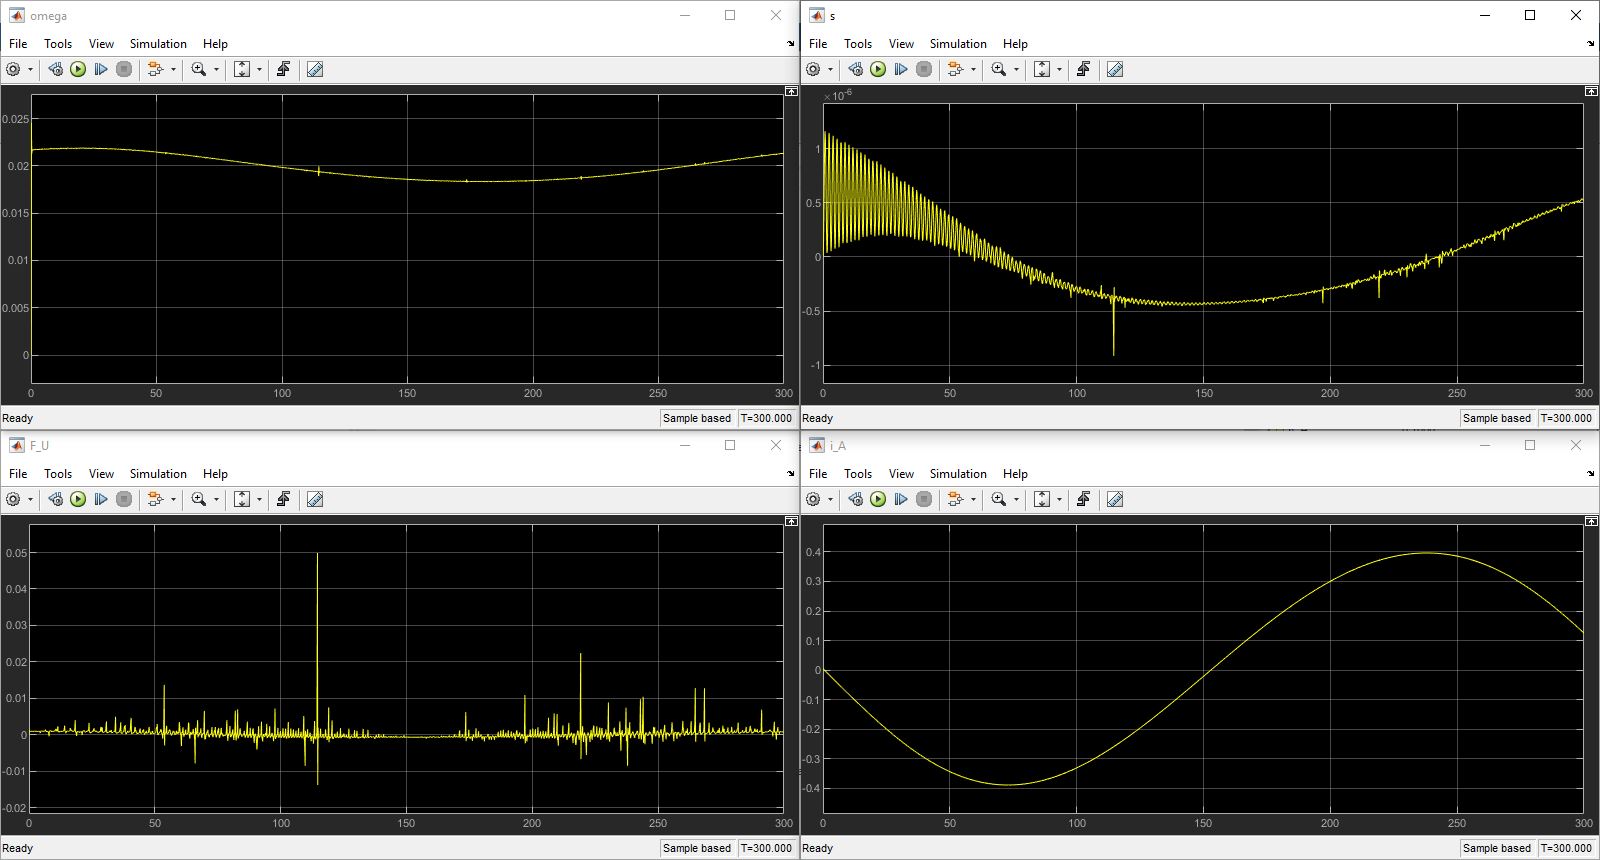 omega
File Tools View Simulation Help
0.025
0.02
0.015
0.01
0.005
0
0 50 100 150 200 250 300
Ready Sample based T=300.000
s
File Tools View Simulation Help
×10⁻⁶
1
0.5
0
-0.5
-1
0 50 100 150 200 250 300
Ready Sample based T=300.000
F_U
File Tools View Simulation Help
0.05
0.04
0.03
0.02
0.01
0
-0.01
-0.02
0 50 100 150 200 250 300
Ready Sample based T=300.000
i_A
File Tools View Simulation Help
0.4
0.3
0.2
0.1
0
-0.1
-0.2
-0.3
-0.4
0 50 100 150 200 250 300
Ready Sample based T=300.000